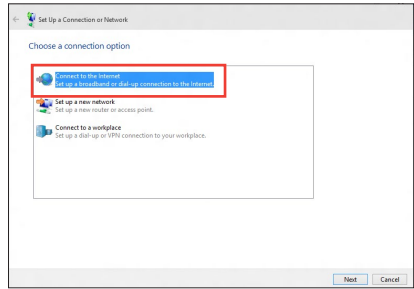 Set Up a Connection or Network
Choose a connection option
Connect to the Internet
Set up a broadband or dial-up connection to the Internet.
Set up a new network
Set up a new router or access point.
Connect to a workplace
Set up a dial-up or VPN connection to your workplace.
Next Cancel